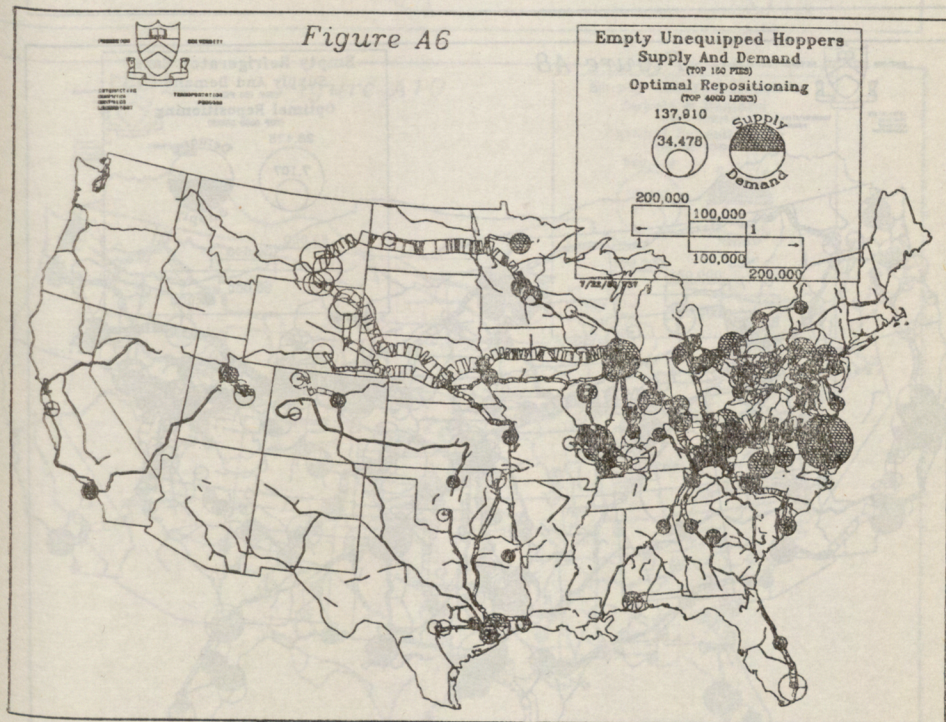 Figure A6
Empty Unequipped Hoppers
Supply And Demand
(TOP 150 PIES)
Optimal Repositioning
(TOP 4000 LINKS)
137,910
34,478
Supply
Demand
200,000
100,000
1
1
100,000
200,000